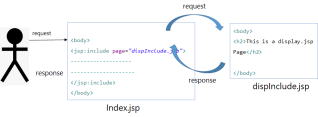 request
request
<body>
<jsp:include page="dispInclude.jsp">
--------------------
--------------------
</jsp:include>
</body>
response
Index.jsp
response
<body>
<h2>This is a display.jsp
Page</h2>
</body>
dispInclude.jsp